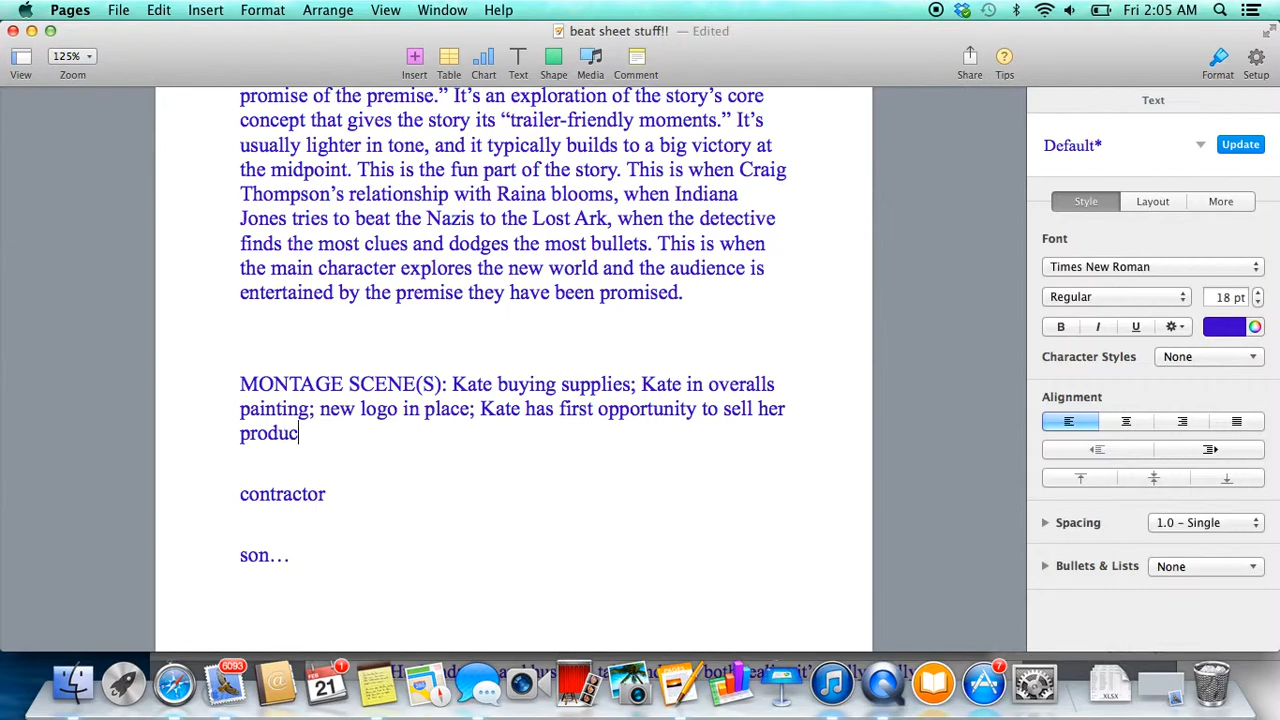 Pages File Edit Insert Format Arrange View Window Help Fri 2:05 AM
beat sheet stuff!! — Edited
125%
View Zoom Insert Table Chart Text Shape Media Comment Share Tips Format Setup
promise of the premise.” It’s an exploration of the story’s core
concept that gives the story its “trailer-friendly moments.” It’s
usually lighter in tone, and it typically builds to a big victory at
the midpoint. This is the fun part of the story. This is when Craig
Thompson’s relationship with Raina blooms, when Indiana
Jones tries to beat the Nazis to the Lost Ark, when the detective
finds the most clues and dodges the most bullets. This is when
the main character explores the new world and the audience is
entertained by the premise they have been promised.
MONTAGE SCENE(S): Kate buying supplies; Kate in overalls
painting; new logo in place; Kate has first opportunity to sell her
produc
contractor
son…
Text
Default*
Update
Style Layout More
Font
Times New Roman
Regular 18 pt
B I U
Character Styles None
Alignment
Spacing 1.0 – Single
Bullets & Lists None
6093
FEB
21
1
7
XLSX